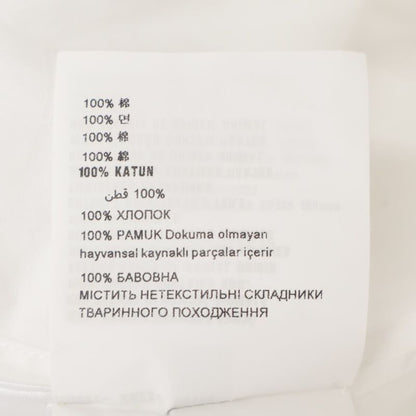 100% 棉
100% 면
100% 棉
100% 綿
100% KATUN
100% قطن
100% ХЛОПОК
100% PAMUK Dokuma olmayan
hayvansal kaynaklı parçalar içerir
100% БАВОВНА
МІСТИТЬ НЕТЕКСТИЛЬНІ СКЛАДНИКИ
ТВАРИННОГО ПОХОДЖЕННЯ